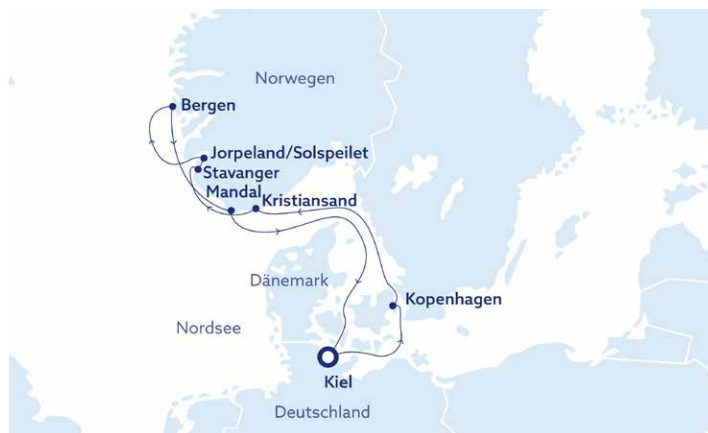 Norwegen
Bergen
Jorpeland/Solspeilet
Stavanger
Mandal
Kristiansand
Dänemark
Kopenhagen
Nordsee
Kiel
Deutschland